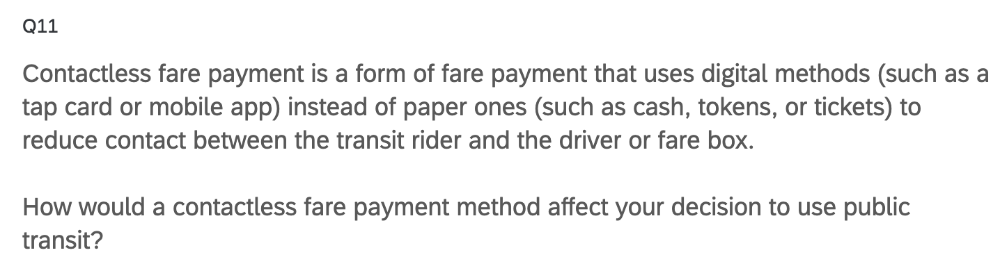 Q11
Contactless fare payment is a form of fare payment that uses digital methods (such as a
tap card or mobile app) instead of paper ones (such as cash, tokens, or tickets) to
reduce contact between the transit rider and the driver or fare box.
How would a contactless fare payment method affect your decision to use public
transit?